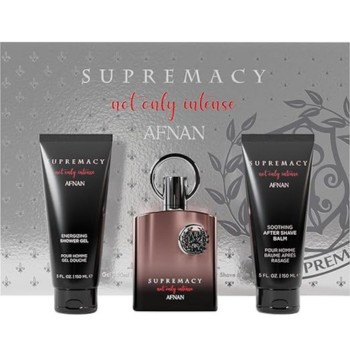 SUPREMACY
not only intense
AFNAN
SUPREMACY
not only intense
AFNAN
ENERGIZING
SHOWER GEL
POUR HOMME
GEL DOUCHE
5 FL.OZ./150 ML ℮
SUPREMACY
not only intense
AFNAN
SUPREMACY
not only intense
AFNAN
SOOTHING
AFTER SHAVE
BALM
POUR HOMME
BAUME APRÈS
RASAGE
5 FL.OZ./150 ML ℮